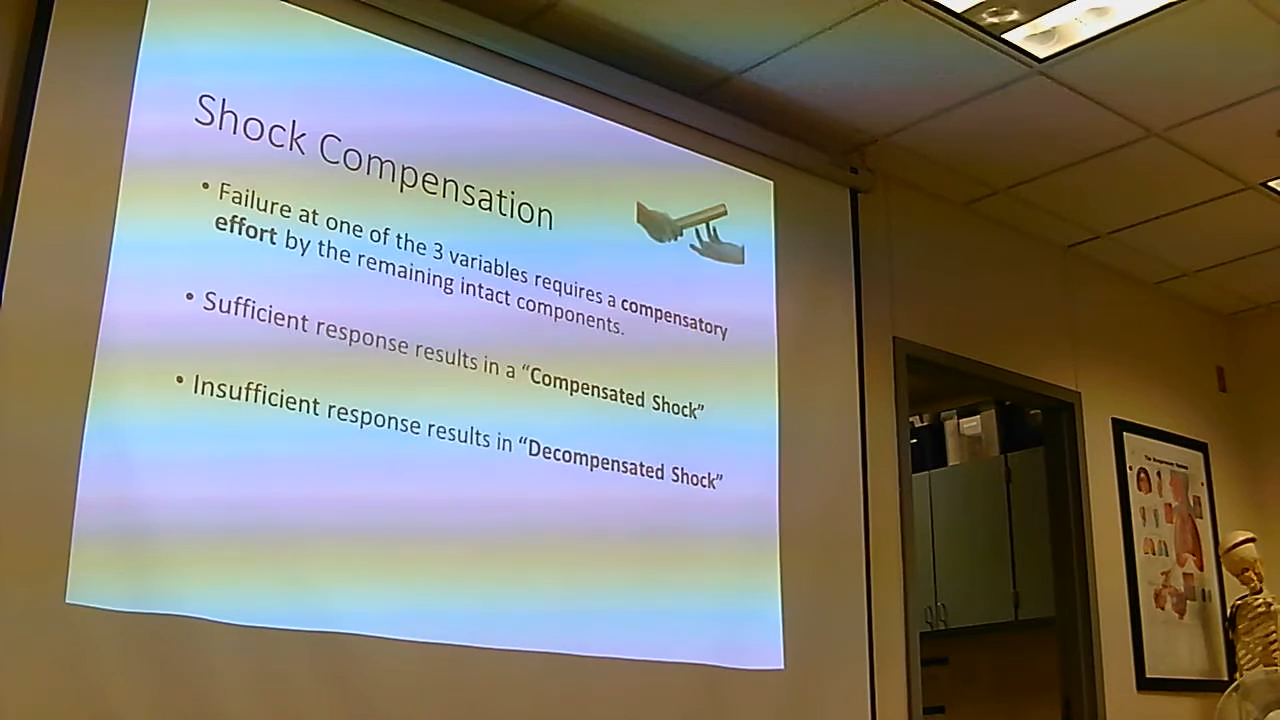 Shock Compensation
• Failure at one of the 3 variables requires a compensatory
effort by the remaining intact components.
• Sufficient response results in a “Compensated Shock”
• Insufficient response results in “Decompensated Shock”